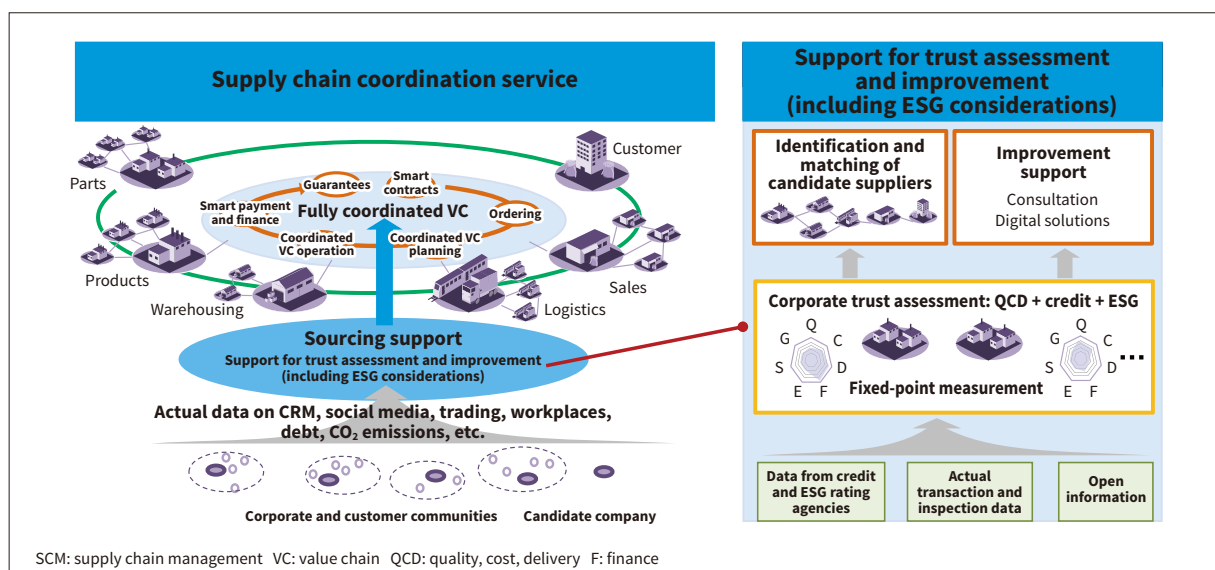 Supply chain coordination service
Parts
Customer
Guarantees
Smart
contracts
Smart payment
and finance
Fully coordinated VC
Ordering
Coordinated
VC operation
Coordinated VC
planning
Products
Warehousing
Logistics
Sales
Sourcing support
Support for trust assessment and improvement
(including ESG considerations)
Actual data on CRM, social media, trading, workplaces,
debt, CO₂ emissions, etc.
Corporate and customer communities
Candidate company
Support for trust assessment
and improvement
(including ESG considerations)
Identification and
matching of
candidate suppliers
Improvement
support
Consultation
Digital solutions
Corporate trust assessment: QCD + credit + ESG
Q
G C
S D
E F
Q
G C
S D
E F
...
Fixed-point measurement
Data from credit
and ESG rating
agencies
Actual
transaction and
inspection data
Open
information
SCM: supply chain management VC: value chain QCD: quality, cost, delivery F: finance